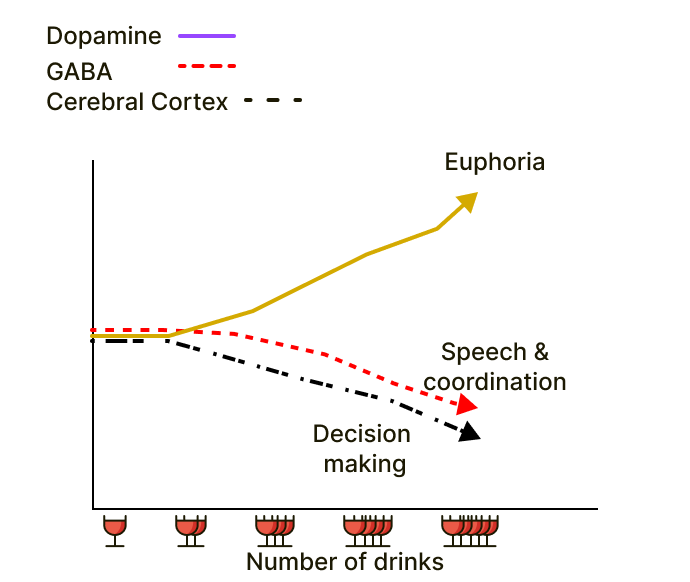 Dopamine
GABA
Cerebral Cortex
Euphoria
Speech &
coordination
Decision
making
Number of drinks